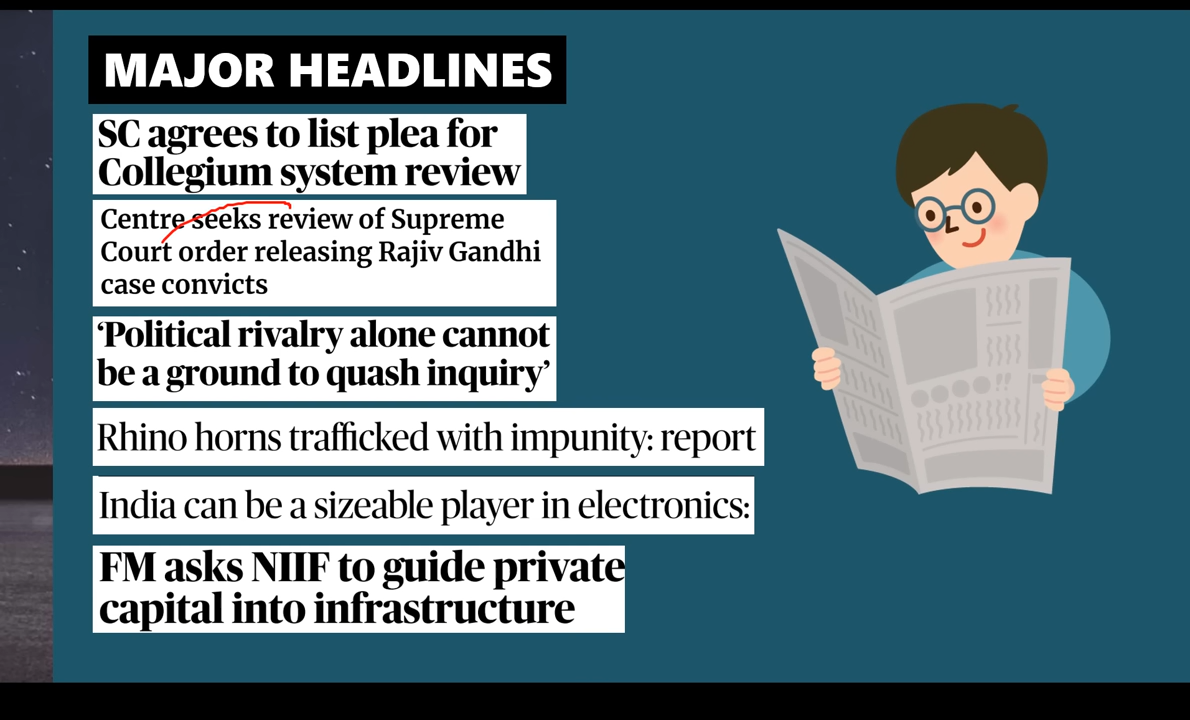 MAJOR HEADLINES
SC agrees to list plea for
Collegium system review
Centre seeks review of Supreme
Court order releasing Rajiv Gandhi
case convicts
‘Political rivalry alone cannot
be a ground to quash inquiry’
Rhino horns trafficked with impunity: report
India can be a sizeable player in electronics:
FM asks NIIF to guide private
capital into infrastructure